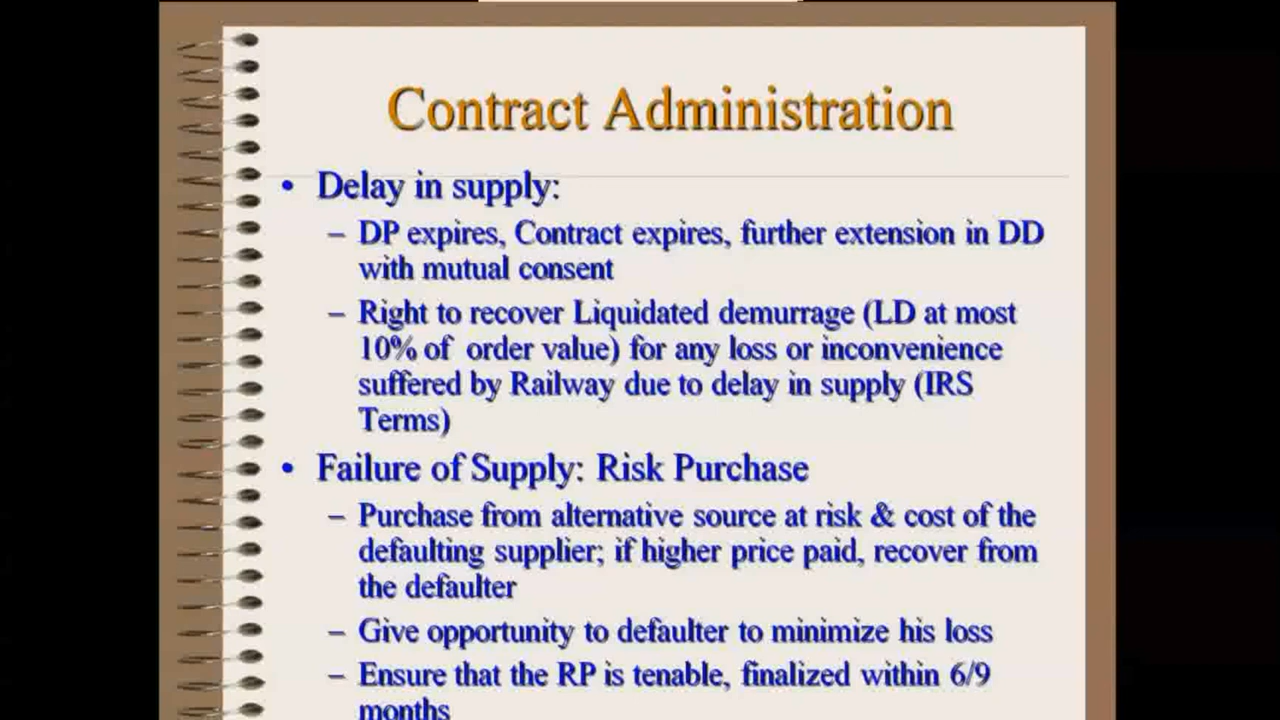 Contract Administration
• Delay in supply:
– DP expires, Contract expires, further extension in DD
with mutual consent
– Right to recover Liquidated demurrage (LD at most
10% of order value) for any loss or inconvenience
suffered by Railway due to delay in supply (IRS
Terms)
• Failure of Supply: Risk Purchase
– Purchase from alternative source at risk & cost of the
defaulting supplier; if higher price paid, recover from
the defaulter
– Give opportunity to defaulter to minimize his loss
– Ensure that the RP is tenable, finalized within 6/9
months